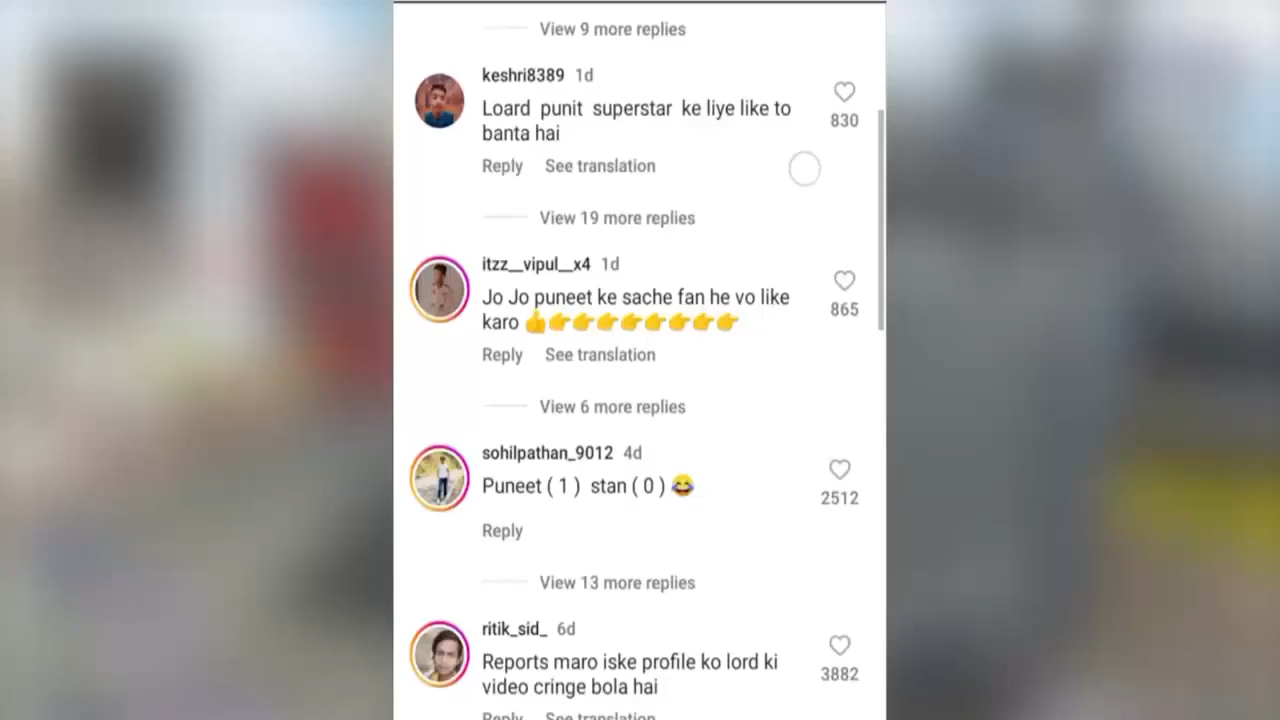 View 9 more replies
keshri8389 1d
Loard punit superstar ke liye like to
banta hai
830
Reply See translation
View 19 more replies
itzz__vipul__x4 1d
Jo Jo puneet ke sache fan he vo like
karo 👍👉👉👉👉👉👉👉👉
865
Reply See translation
View 6 more replies
sohilpathan_9012 4d
Puneet ( 1 ) stan ( 0 ) 😂
2512
Reply
View 13 more replies
ritik_sid_ 6d
Reports maro iske profile ko lord ki
video cringe bola hai
3882
Reply See translation